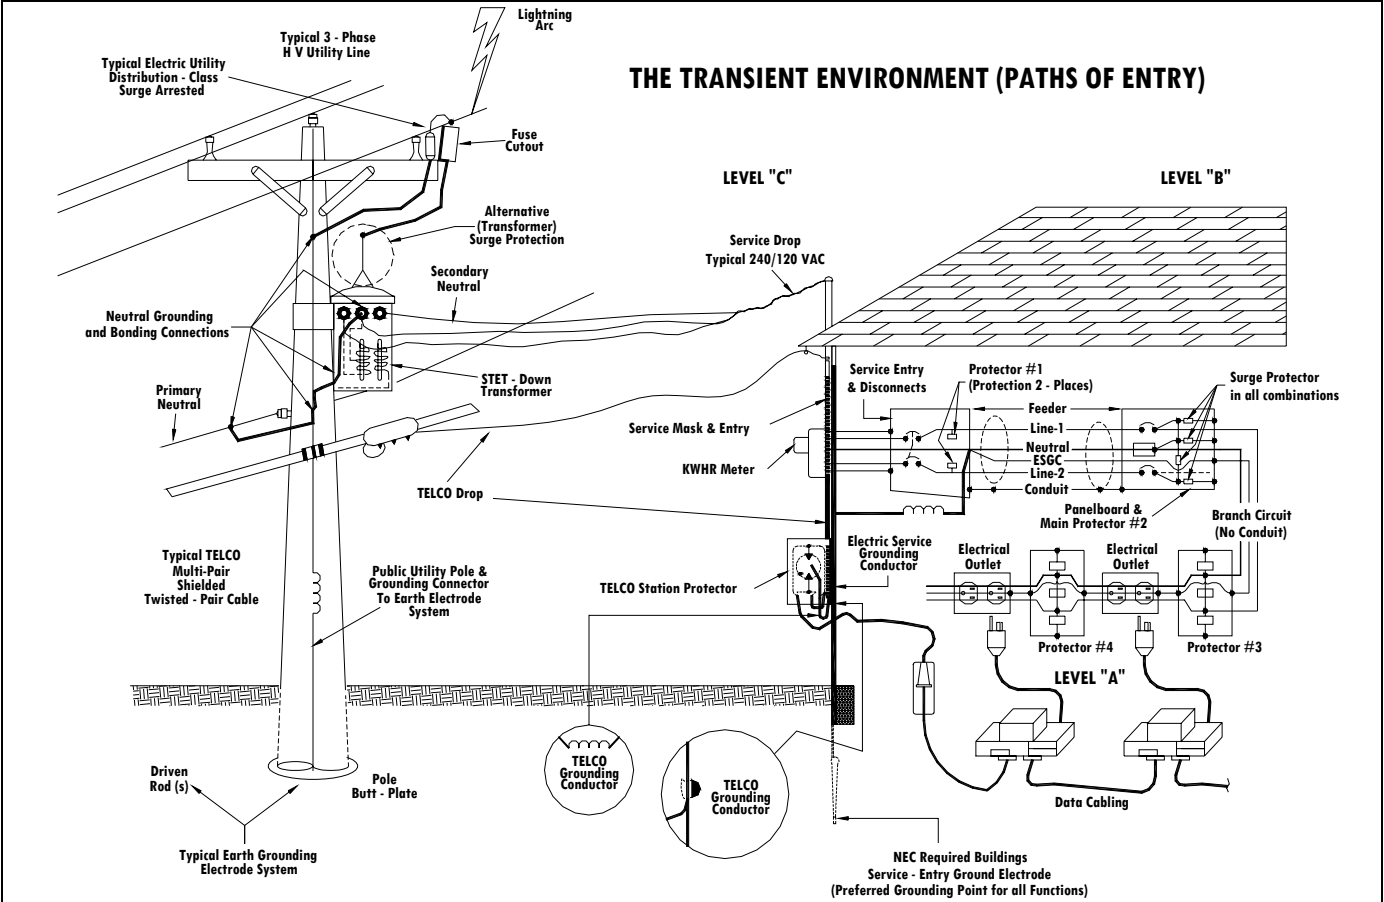 Lightning
Arc
Typical 3 - Phase
H V Utility Line
Typical Electric Utility
Distribution - Class
Surge Arrested
THE TRANSIENT ENVIRONMENT (PATHS OF ENTRY)
Fuse
Cutout
LEVEL "C"
LEVEL "B"
Alternative
(Transformer)
Surge Protection
Service Drop
Typical 240/120 VAC
Secondary
Neutral
Neutral Grounding
and Bonding Connections
STET - Down
Transformer
Primary
Neutral
Service Entry
& Disconnects
Protector #1
(Protection 2 - Places)
Surge Protector
in all combinations
Feeder
Line-1
Neutral
ESGC
Line-2
Conduit
Service Mask & Entry
KWHR Meter
TELCO Drop
Panelboard &
Main Protector #2
Branch Circuit
(No Conduit)
Typical TELCO
Multi-Pair
Shielded
Twisted - Pair Cable
Public Utility Pole &
Grounding Connector
To Earth Electrode
System
TELCO Station Protector
Electric Service
Grounding
Conductor
Electrical
Outlet
Electrical
Outlet
Protector #4
Protector #3
LEVEL "A"
Driven
Rod (s)
Pole
Butt - Plate
Typical Earth Grounding
Electrode System
TELCO
Grounding
Conductor
TELCO
Grounding
Conductor
Data Cabling
NEC Required Buildings
Service - Entry Ground Electrode
(Preferred Grounding Point for all Functions)